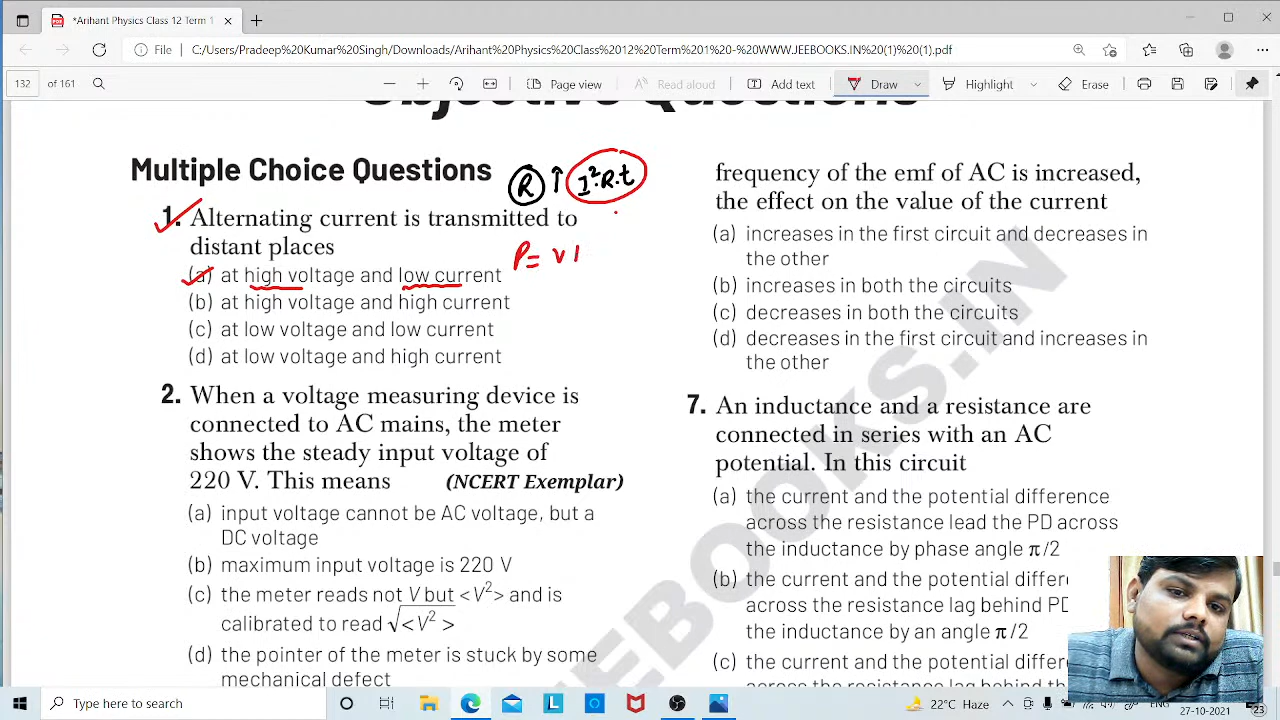 *Arihant Physics Class 12 Term 1
File
C:/Users/Pradeep%20Kumar%20Singh/Downloads/Arihant%20Physics%20Class%2012%20Term%201%20-%20WWW.JEEBOOKS.IN%20(1)%20(1).pdf
132 of 161
Page view
Read aloud
Add text
Draw
Highlight
Erase
Objective Questions
Multiple Choice Questions
R ↑ I².R.t
1. Alternating current is transmitted to
distant places
P = VI
(a) at high voltage and low current
(b) at high voltage and high current
(c) at low voltage and low current
(d) at low voltage and high current
2. When a voltage measuring device is
connected to AC mains, the meter
shows the steady input voltage of
220 V. This means (NCERT Exemplar)
(a) input voltage cannot be AC voltage, but a
DC voltage
(b) maximum input voltage is 220 V
(c) the meter reads not V but <V²> and is
calibrated to read √<V²>
(d) the pointer of the meter is stuck by some
mechanical defect
frequency of the emf of AC is increased,
the effect on the value of the current
(a) increases in the first circuit and decreases in
the other
(b) increases in both the circuits
(c) decreases in both the circuits
(d) decreases in the first circuit and increases in
the other
7. An inductance and a resistance are
connected in series with an AC
potential. In this circuit
(a) the current and the potential difference
across the resistance lead the PD across
the inductance by phase angle π/2
(b) the current and the potential differe
across the resistance lag behind PD
the inductance by an angle π/2
(c) the current and the potential differe
across the resistance lag behind th
JEEBOOKS.IN
Type here to search
22°C Haze
27-10-2021
23